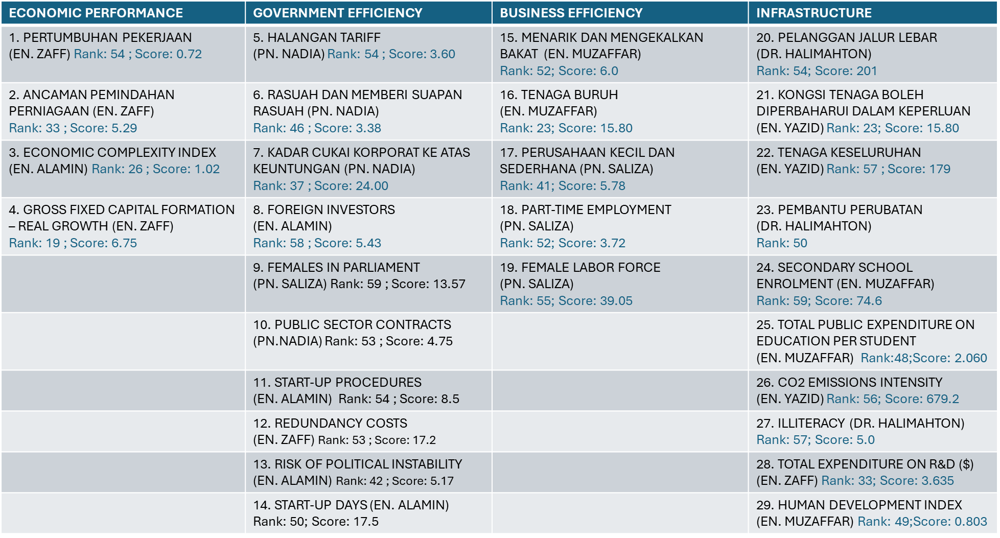 ECONOMIC PERFORMANCE
GOVERNMENT EFFICIENCY
BUSINESS EFFICIENCY
INFRASTRUCTURE
1. PERTUMBUHAN PEKERJAAN
(EN. ZAFF) Rank: 54 ; Score: 0.72
5. HALANGAN TARIFF
(PN. NADIA) Rank: 54 ; Score: 3.60
15. MENARIK DAN MENGEKALKAN
BAKAT (EN. MUZAFFAR)
Rank: 52; Score: 6.0
20. PELANGGAN JALUR LEBAR
(DR. HALIMAHTON)
Rank: 54; Score: 201
2. ANCAMAN PEMINDAHAN
PERNIAGAAN (EN. ZAFF)
Rank: 33 ; Score: 5.29
6. RASUAH DAN MEMBERI SUAPAN
RASUAH (PN. NADIA)
Rank: 46 ; Score: 3.38
16. TENAGA BURUH
(EN. MUZAFFAR)
Rank: 23; Score: 15.80
21. KONGSI TENAGA BOLEH
DIPERBAHARUI DALAM KEPERLUAN
(EN. YAZID) Rank: 23; Score: 15.80
3. ECONOMIC COMPLEXITY INDEX
(EN. ALAMIN) Rank: 26 ; Score: 1.02
7. KADAR CUKAI KORPORAT KE ATAS
KEUNTUNGAN (PN. NADIA)
Rank: 37 ; Score: 24.00
17. PERUSAHAAN KECIL DAN
SEDERHANA (PN. SALIZA)
Rank: 41; Score: 5.78
22. TENAGA KESELURUHAN
(EN. YAZID) Rank: 57 ; Score: 179
4. GROSS FIXED CAPITAL FORMATION
– REAL GROWTH (EN. ZAFF)
Rank: 19 ; Score: 6.75
8. FOREIGN INVESTORS
(EN. ALAMIN)
Rank: 58 ; Score: 5.43
18. PART-TIME EMPLOYMENT
(PN. SALIZA)
Rank: 52; Score: 3.72
23. PEMBANTU PERUBATAN
(DR. HALIMAHTON)
Rank: 50
9. FEMALES IN PARLIAMENT
(PN. SALIZA) Rank: 59 ; Score: 13.57
19. FEMALE LABOR FORCE
(PN. SALIZA)
Rank: 55; Score: 39.05
24. SECONDARY SCHOOL
ENROLMENT (EN. MUZAFFAR)
Rank: 59; Score: 74.6
10. PUBLIC SECTOR CONTRACTS
(PN.NADIA) Rank: 53 ; Score: 4.75
25. TOTAL PUBLIC EXPENDITURE ON
EDUCATION PER STUDENT
(EN. MUZAFFAR) Rank:48;Score: 2.060
11. START-UP PROCEDURES
(EN. ALAMIN) Rank: 54 ; Score: 8.5
26. CO2 EMISSIONS INTENSITY
(EN. YAZID) Rank: 56; Score: 679.2
12. REDUNDANCY COSTS
(EN. ZAFF) Rank: 53 ; Score: 17.2
27. ILLITERACY (DR. HALIMAHTON)
Rank: 57; Score: 5.0
13. RISK OF POLITICAL INSTABILITY
(EN. ALAMIN) Rank: 42 ; Score: 5.17
28. TOTAL EXPENDITURE ON R&D ($)
(EN. ZAFF) Rank: 33; Score: 3.635
14. START-UP DAYS (EN. ALAMIN)
Rank: 50; Score: 17.5
29. HUMAN DEVELOPMENT INDEX
(EN. MUZAFFAR) Rank: 49;Score: 0.803